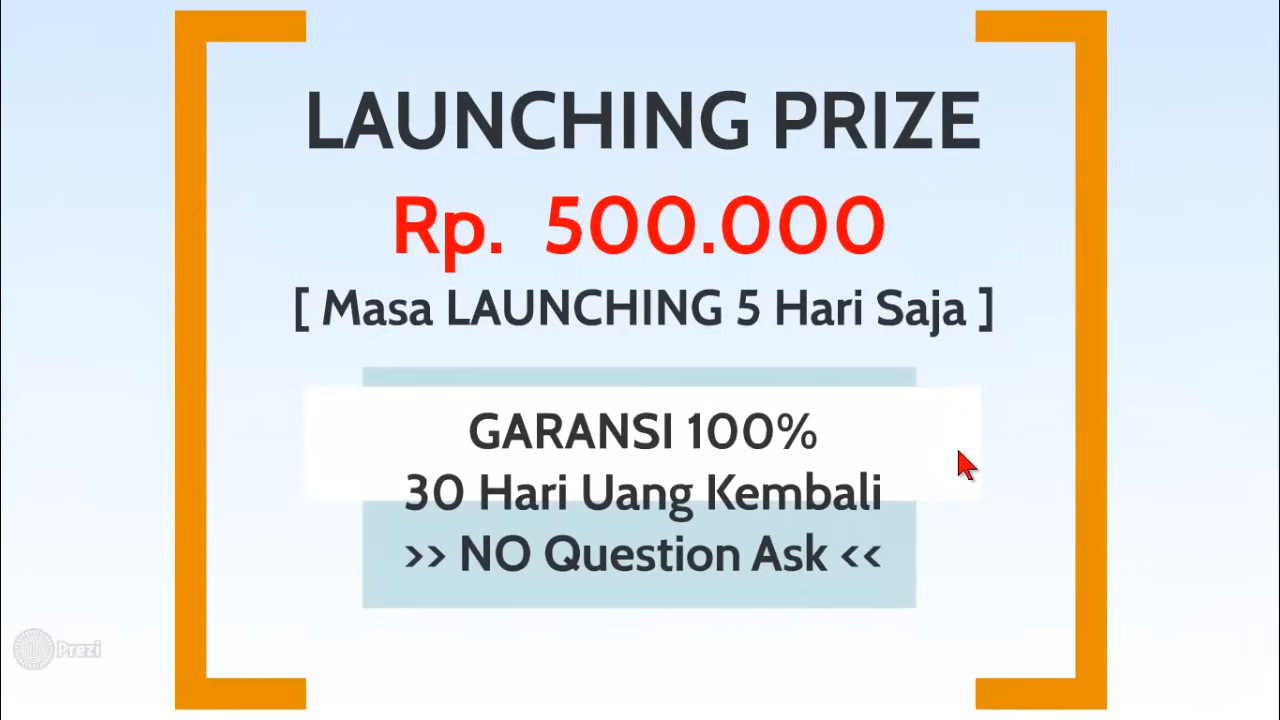 LAUNCHING PRIZE
Rp. 500.000
[ Masa LAUNCHING 5 Hari Saja ]
GARANSI 100%
30 Hari Uang Kembali
>> NO Question Ask <<
Prezi